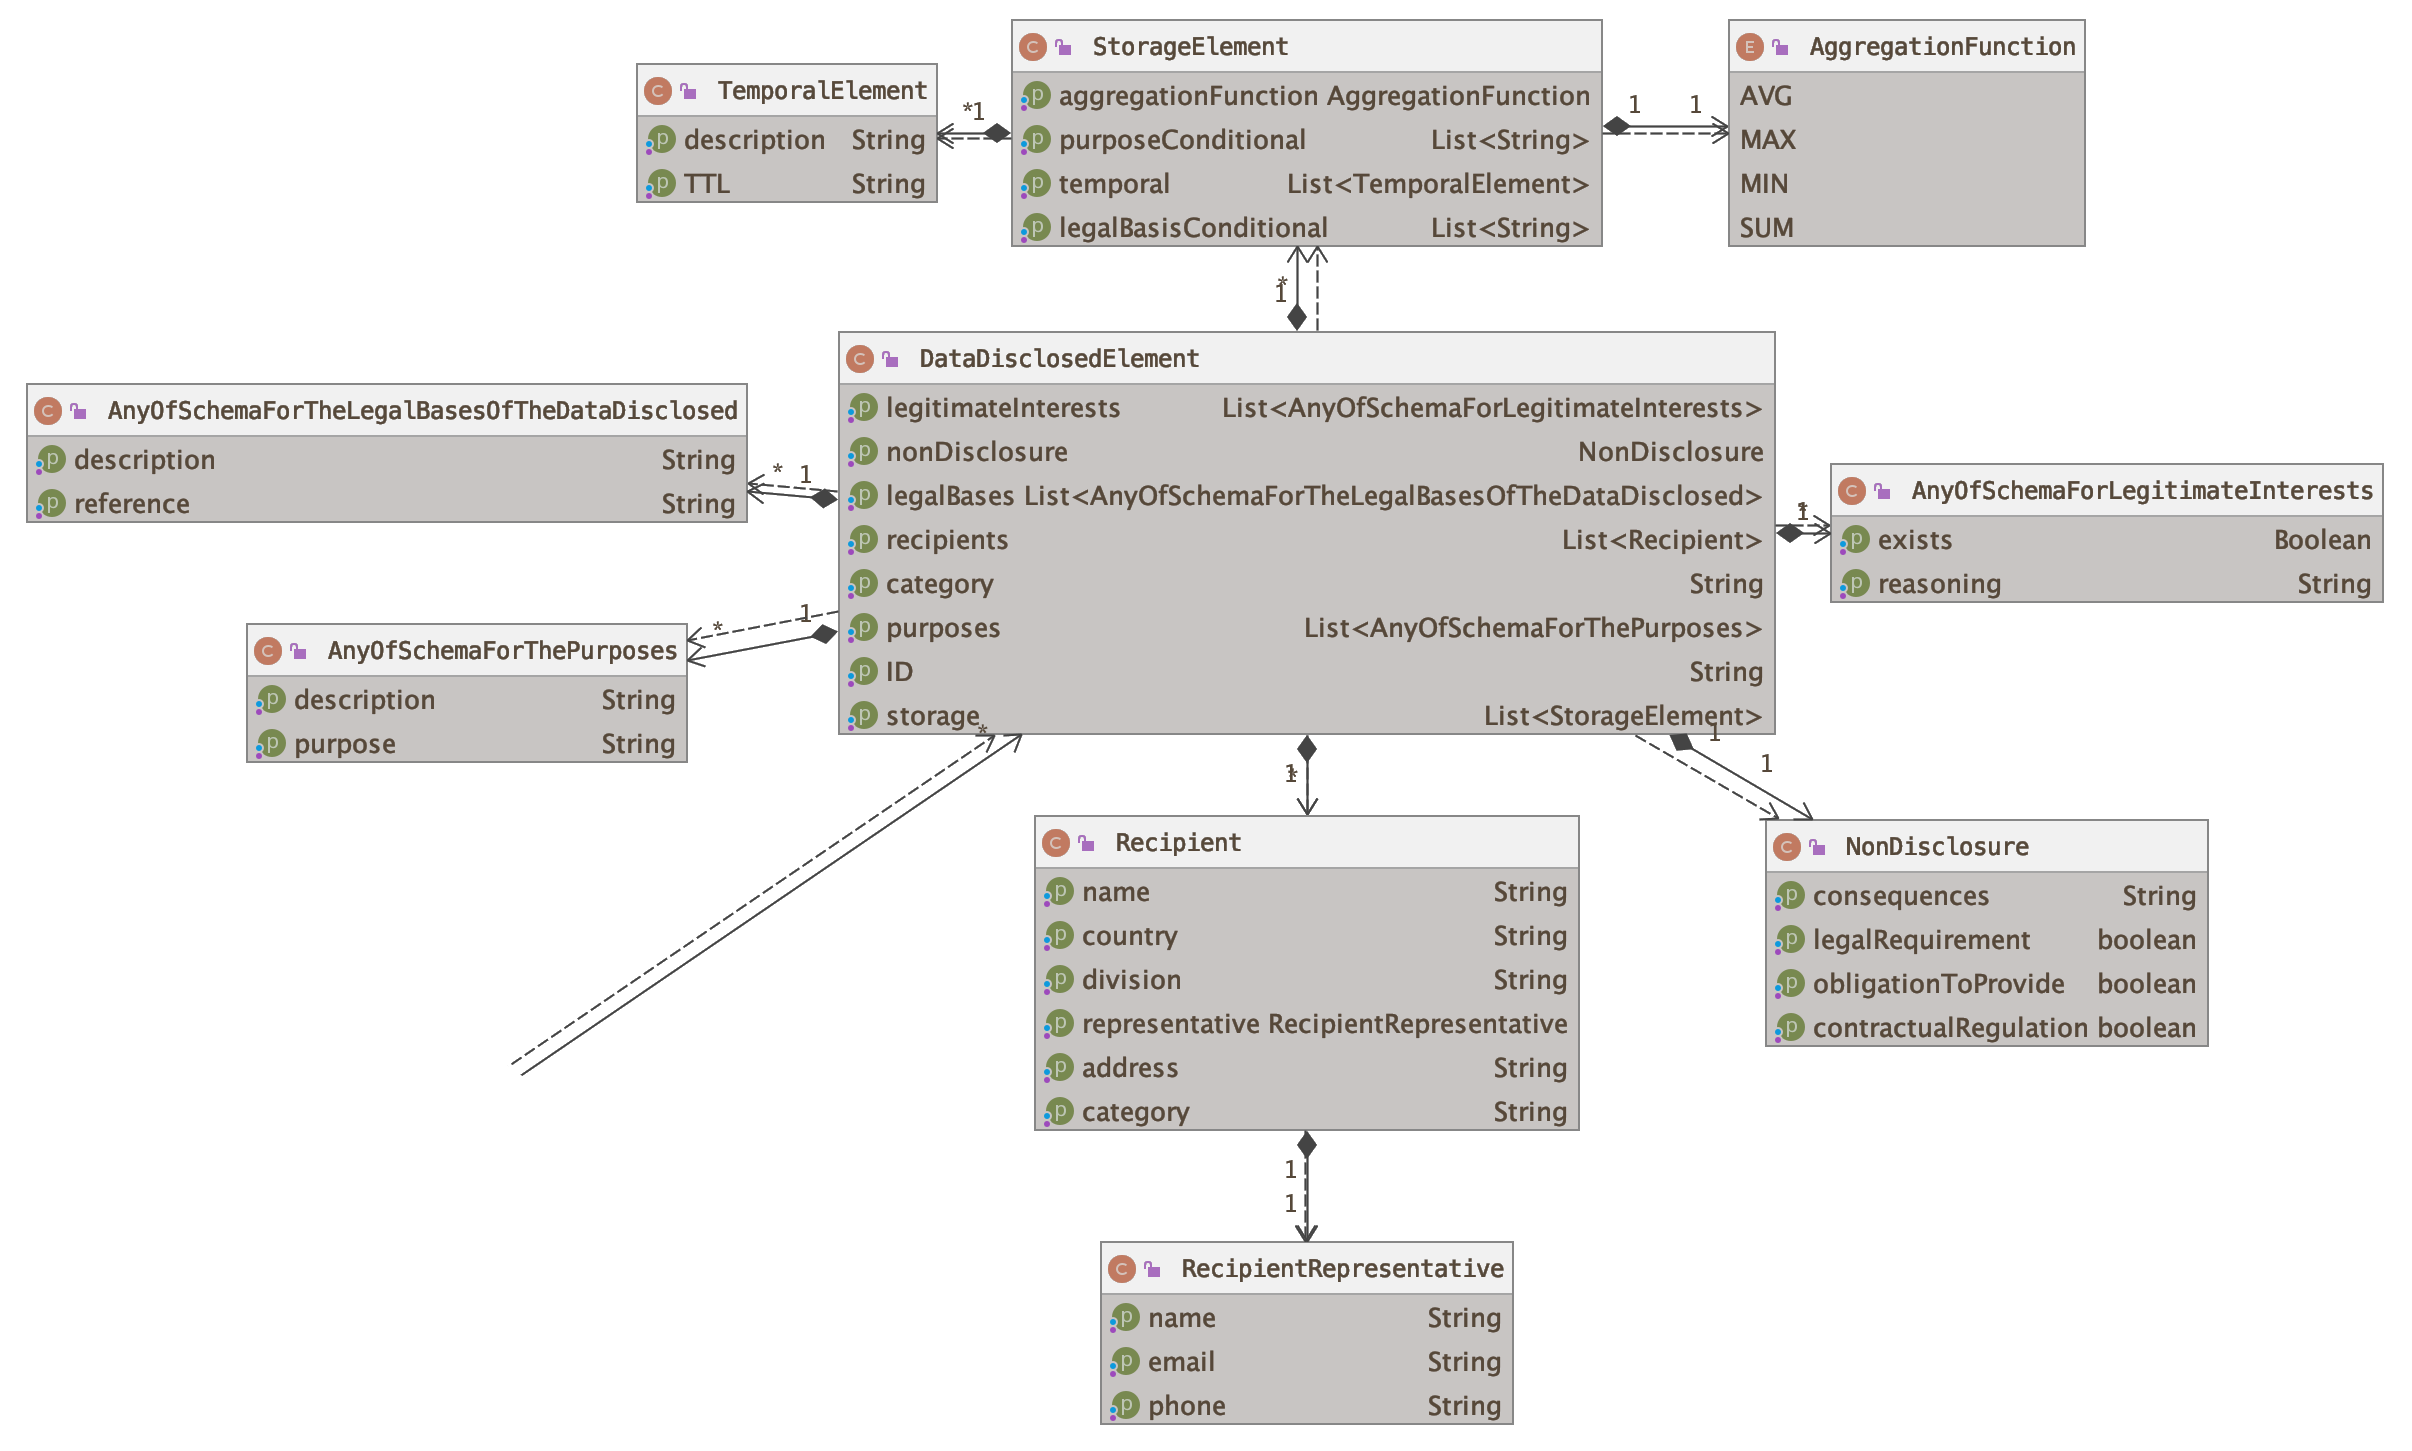 StorageElement
aggregationFunction AggregationFunction
purposeConditional List<String>
temporal List<TemporalElement>
legalBasisConditional List<String>
E AggregationFunction
AVG
MAX
MIN
SUM
C TemporalElement
p description String
p TTL String
* 1
1 1
*
1
C DataDisclosedElement
p legitimateInterests List<AnyOfSchemaForLegitimateInterests>
p nonDisclosure NonDisclosure
p legalBases List<AnyOfSchemaForTheLegalBasesOfTheDataDisclosed>
p recipients List<Recipient>
p category String
p purposes List<AnyOfSchemaForThePurposes>
p ID String
p storage List<StorageElement>
C AnyOfSchemaForTheLegalBasesOfTheDataDisclosed
p description String
p reference String
* 1
C AnyOfSchemaForLegitimateInterests
p exists Boolean
p reasoning String
1
*
C AnyOfSchemaForThePurposes
p description String
p purpose String
* 1
*
1
*
1
1
C Recipient
p name String
p country String
p division String
p representative RecipientRepresentative
p address String
p category String
C NonDisclosure
p consequences String
p legalRequirement boolean
p obligationToProvide boolean
p contractualRegulation boolean
1
1
C RecipientRepresentative
p name String
p email String
p phone String